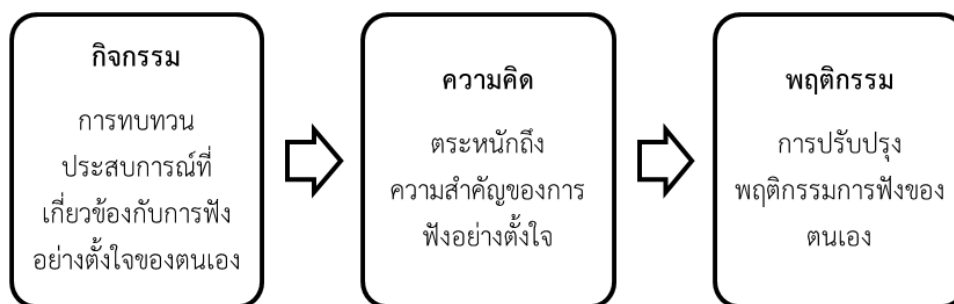 กิจกรรม
การทบทวน
ประสบการณ์ที่
เกี่ยวข้องกับการฟัง
อย่างตั้งใจของตนเอง
ความคิด
ตระหนักถึง
ความสำคัญของการ
ฟังอย่างตั้งใจ
พฤติกรรม
การปรับปรุง
พฤติกรรมการฟังของ
ตนเอง